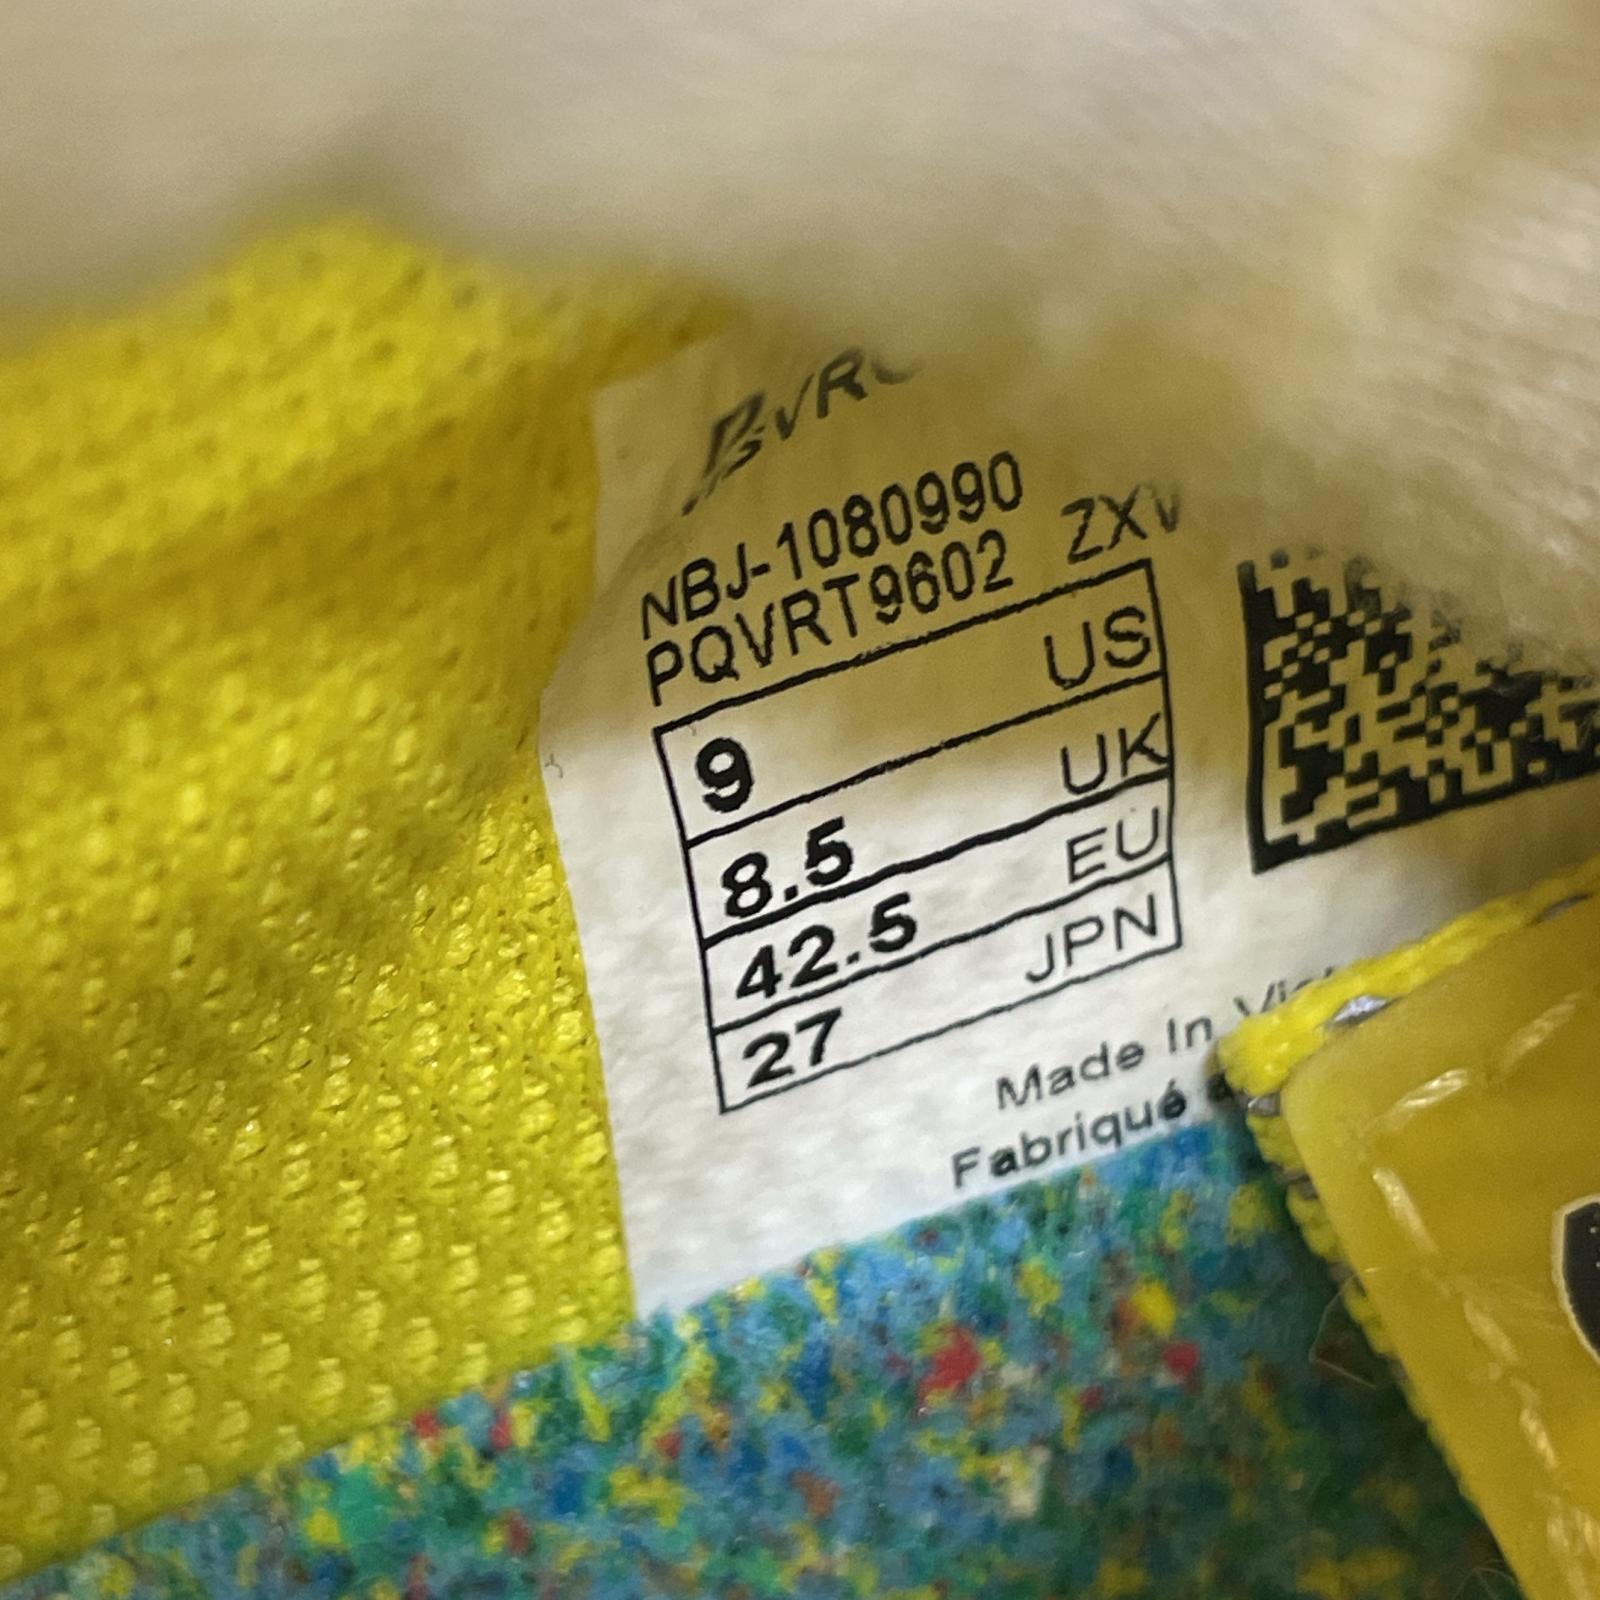 NBJ-1080990
PQVRT9602 ZXV
9 US
8.5 UK
42.5 EU
27 JPN
Made In
Fabriqué